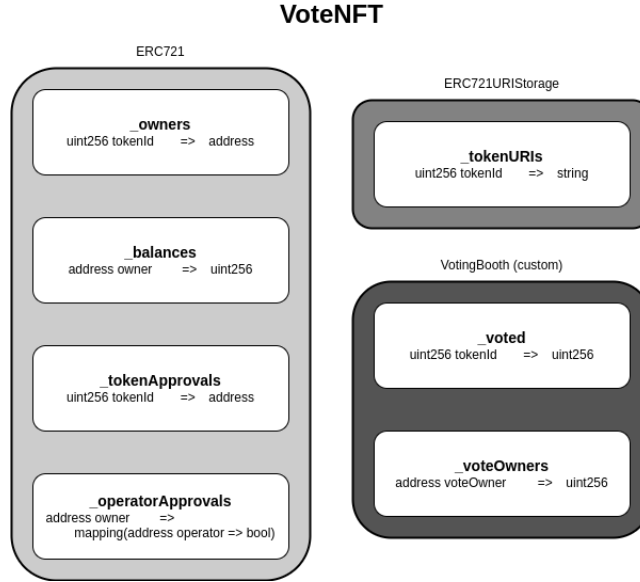 VoteNFT
ERC721
_owners
uint256 tokenId => address
_balances
address owner => uint256
_tokenApprovals
uint256 tokenId => address
_operatorApprovals
address owner =>
mapping(address operator => bool)
ERC721URIStorage
_tokenURIs
uint256 tokenId => string
VotingBooth (custom)
_voted
uint256 tokenId => uint256
_voteOwners
address voteOwner => uint256